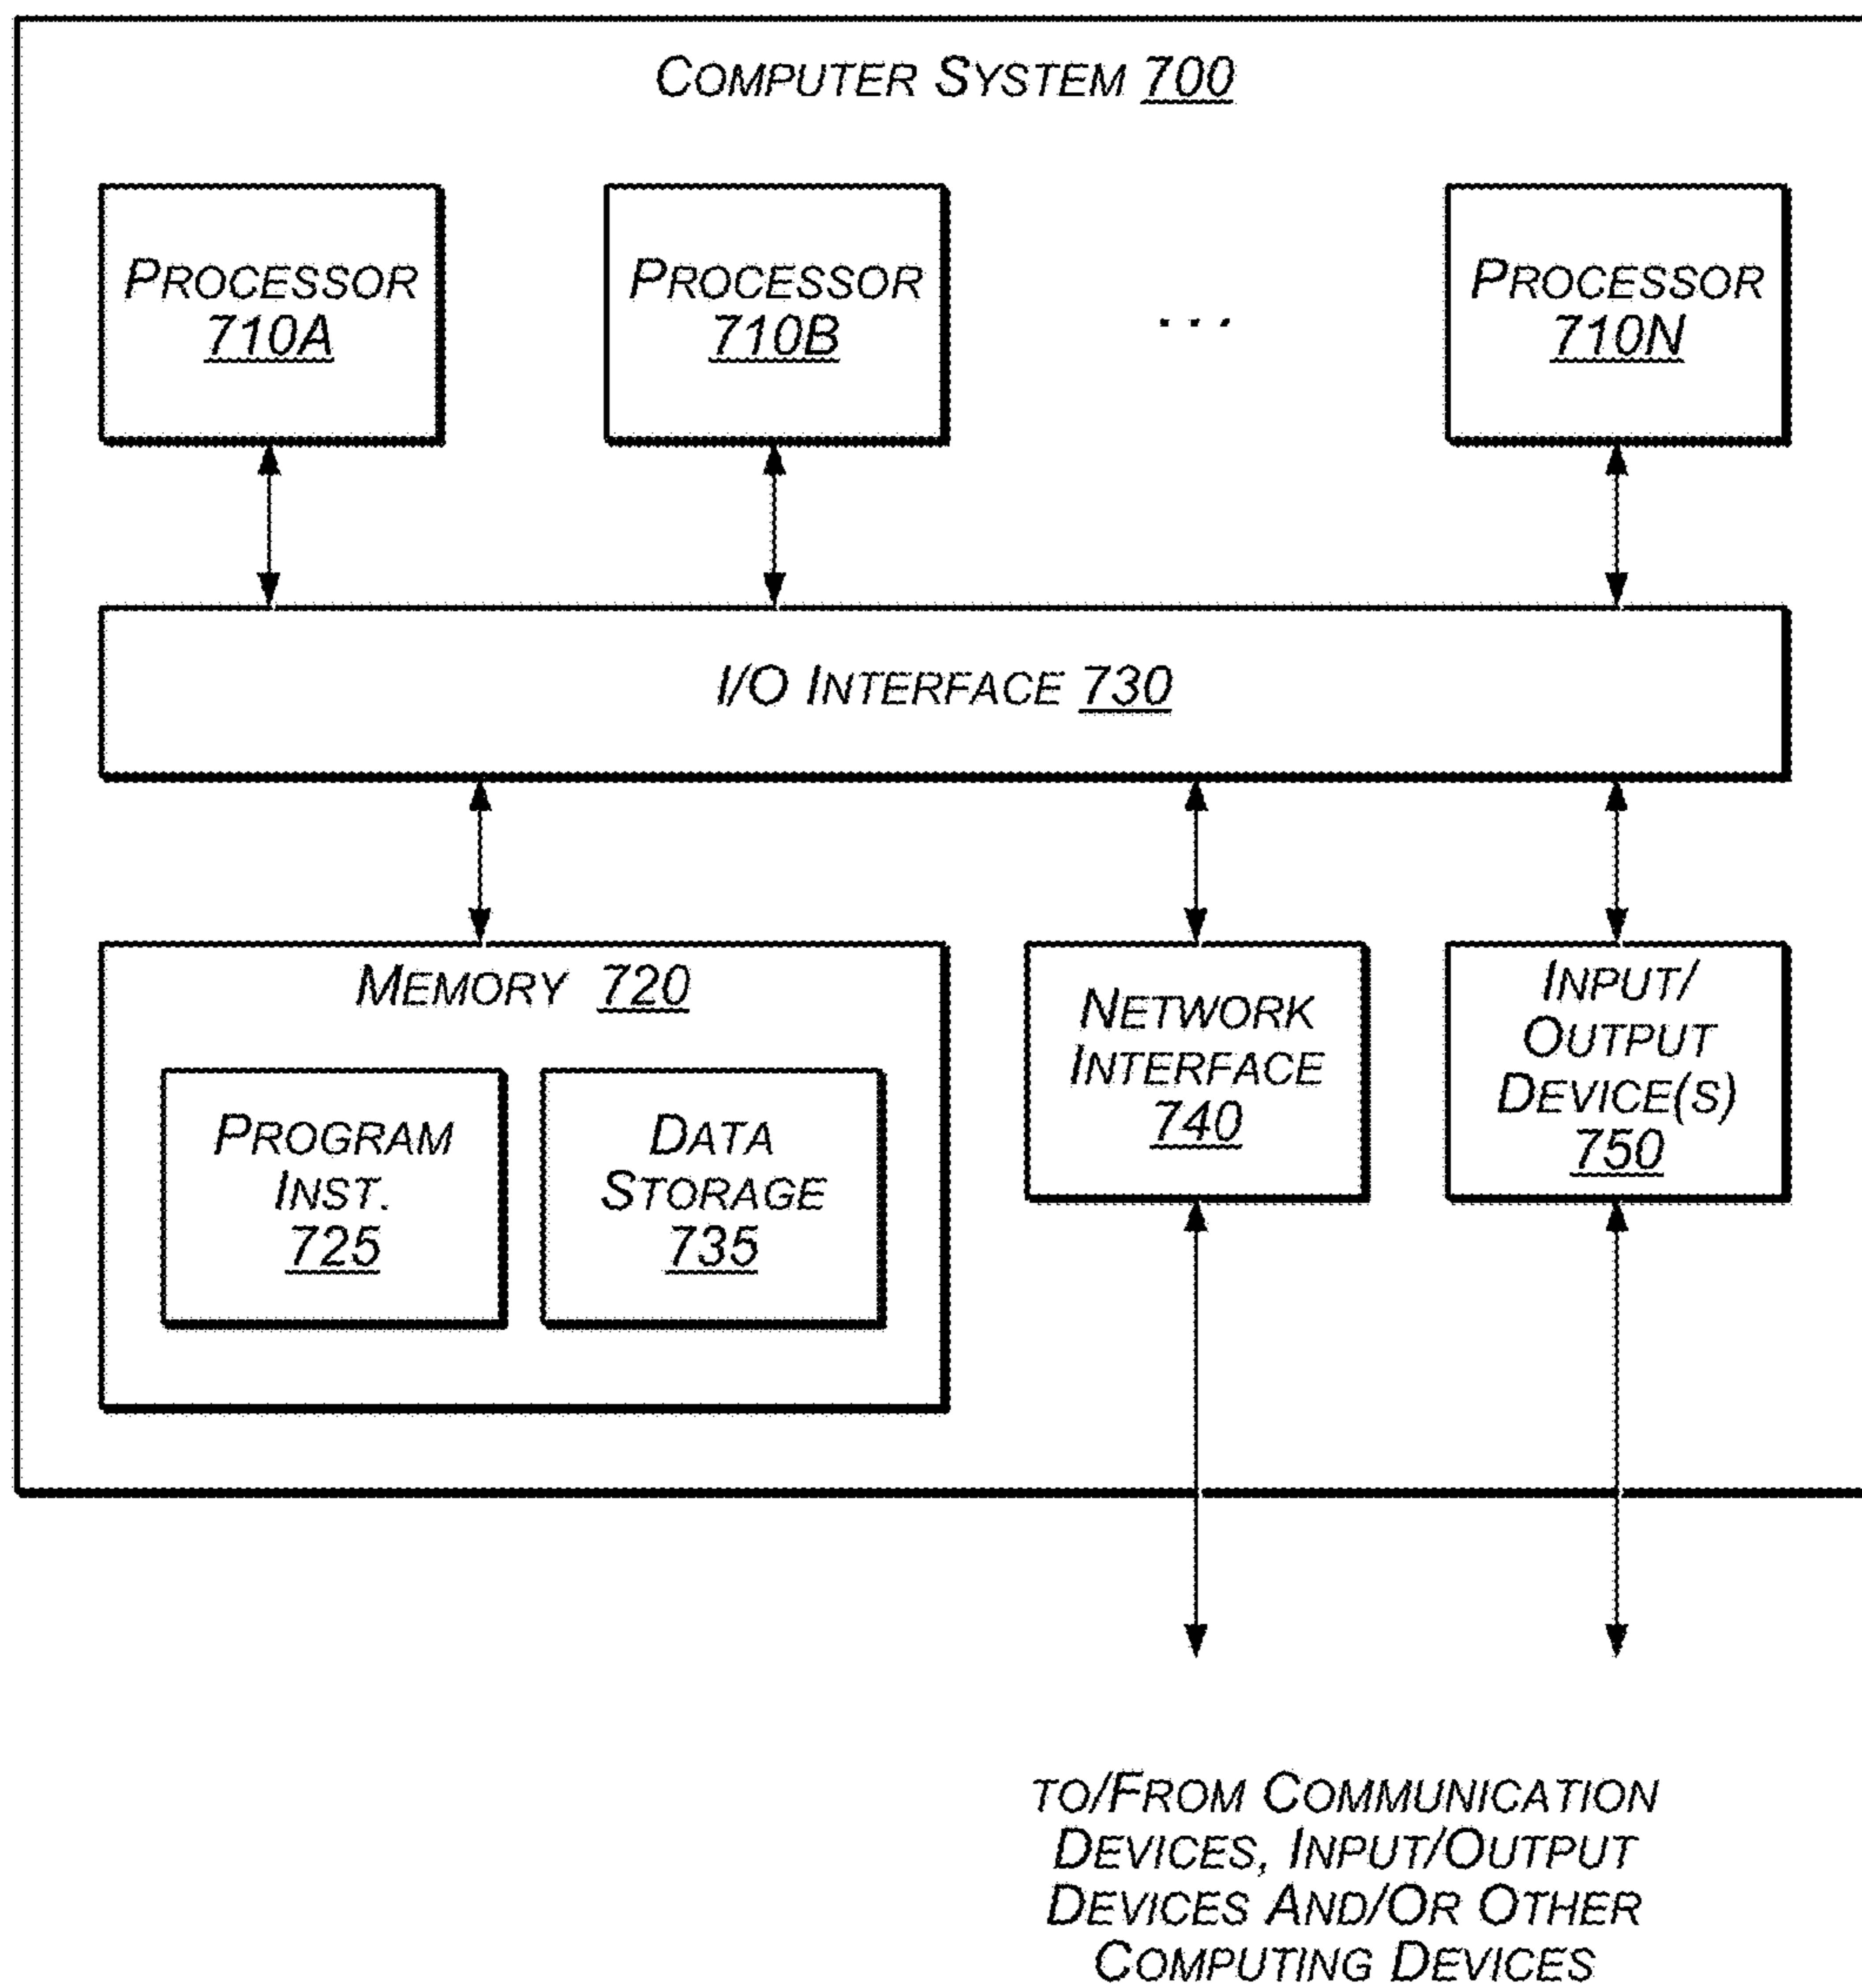 COMPUTER SYSTEM 700
PROCESSOR
710A
PROCESSOR
710B
...
PROCESSOR
710N
I/O INTERFACE 730
MEMORY 720
PROGRAM
INST.
725
DATA
STORAGE
735
NETWORK
INTERFACE
740
INPUT/
OUTPUT
DEVICE(S)
750
TO/FROM COMMUNICATION
DEVICES, INPUT/OUTPUT
DEVICES AND/OR OTHER
COMPUTING DEVICES